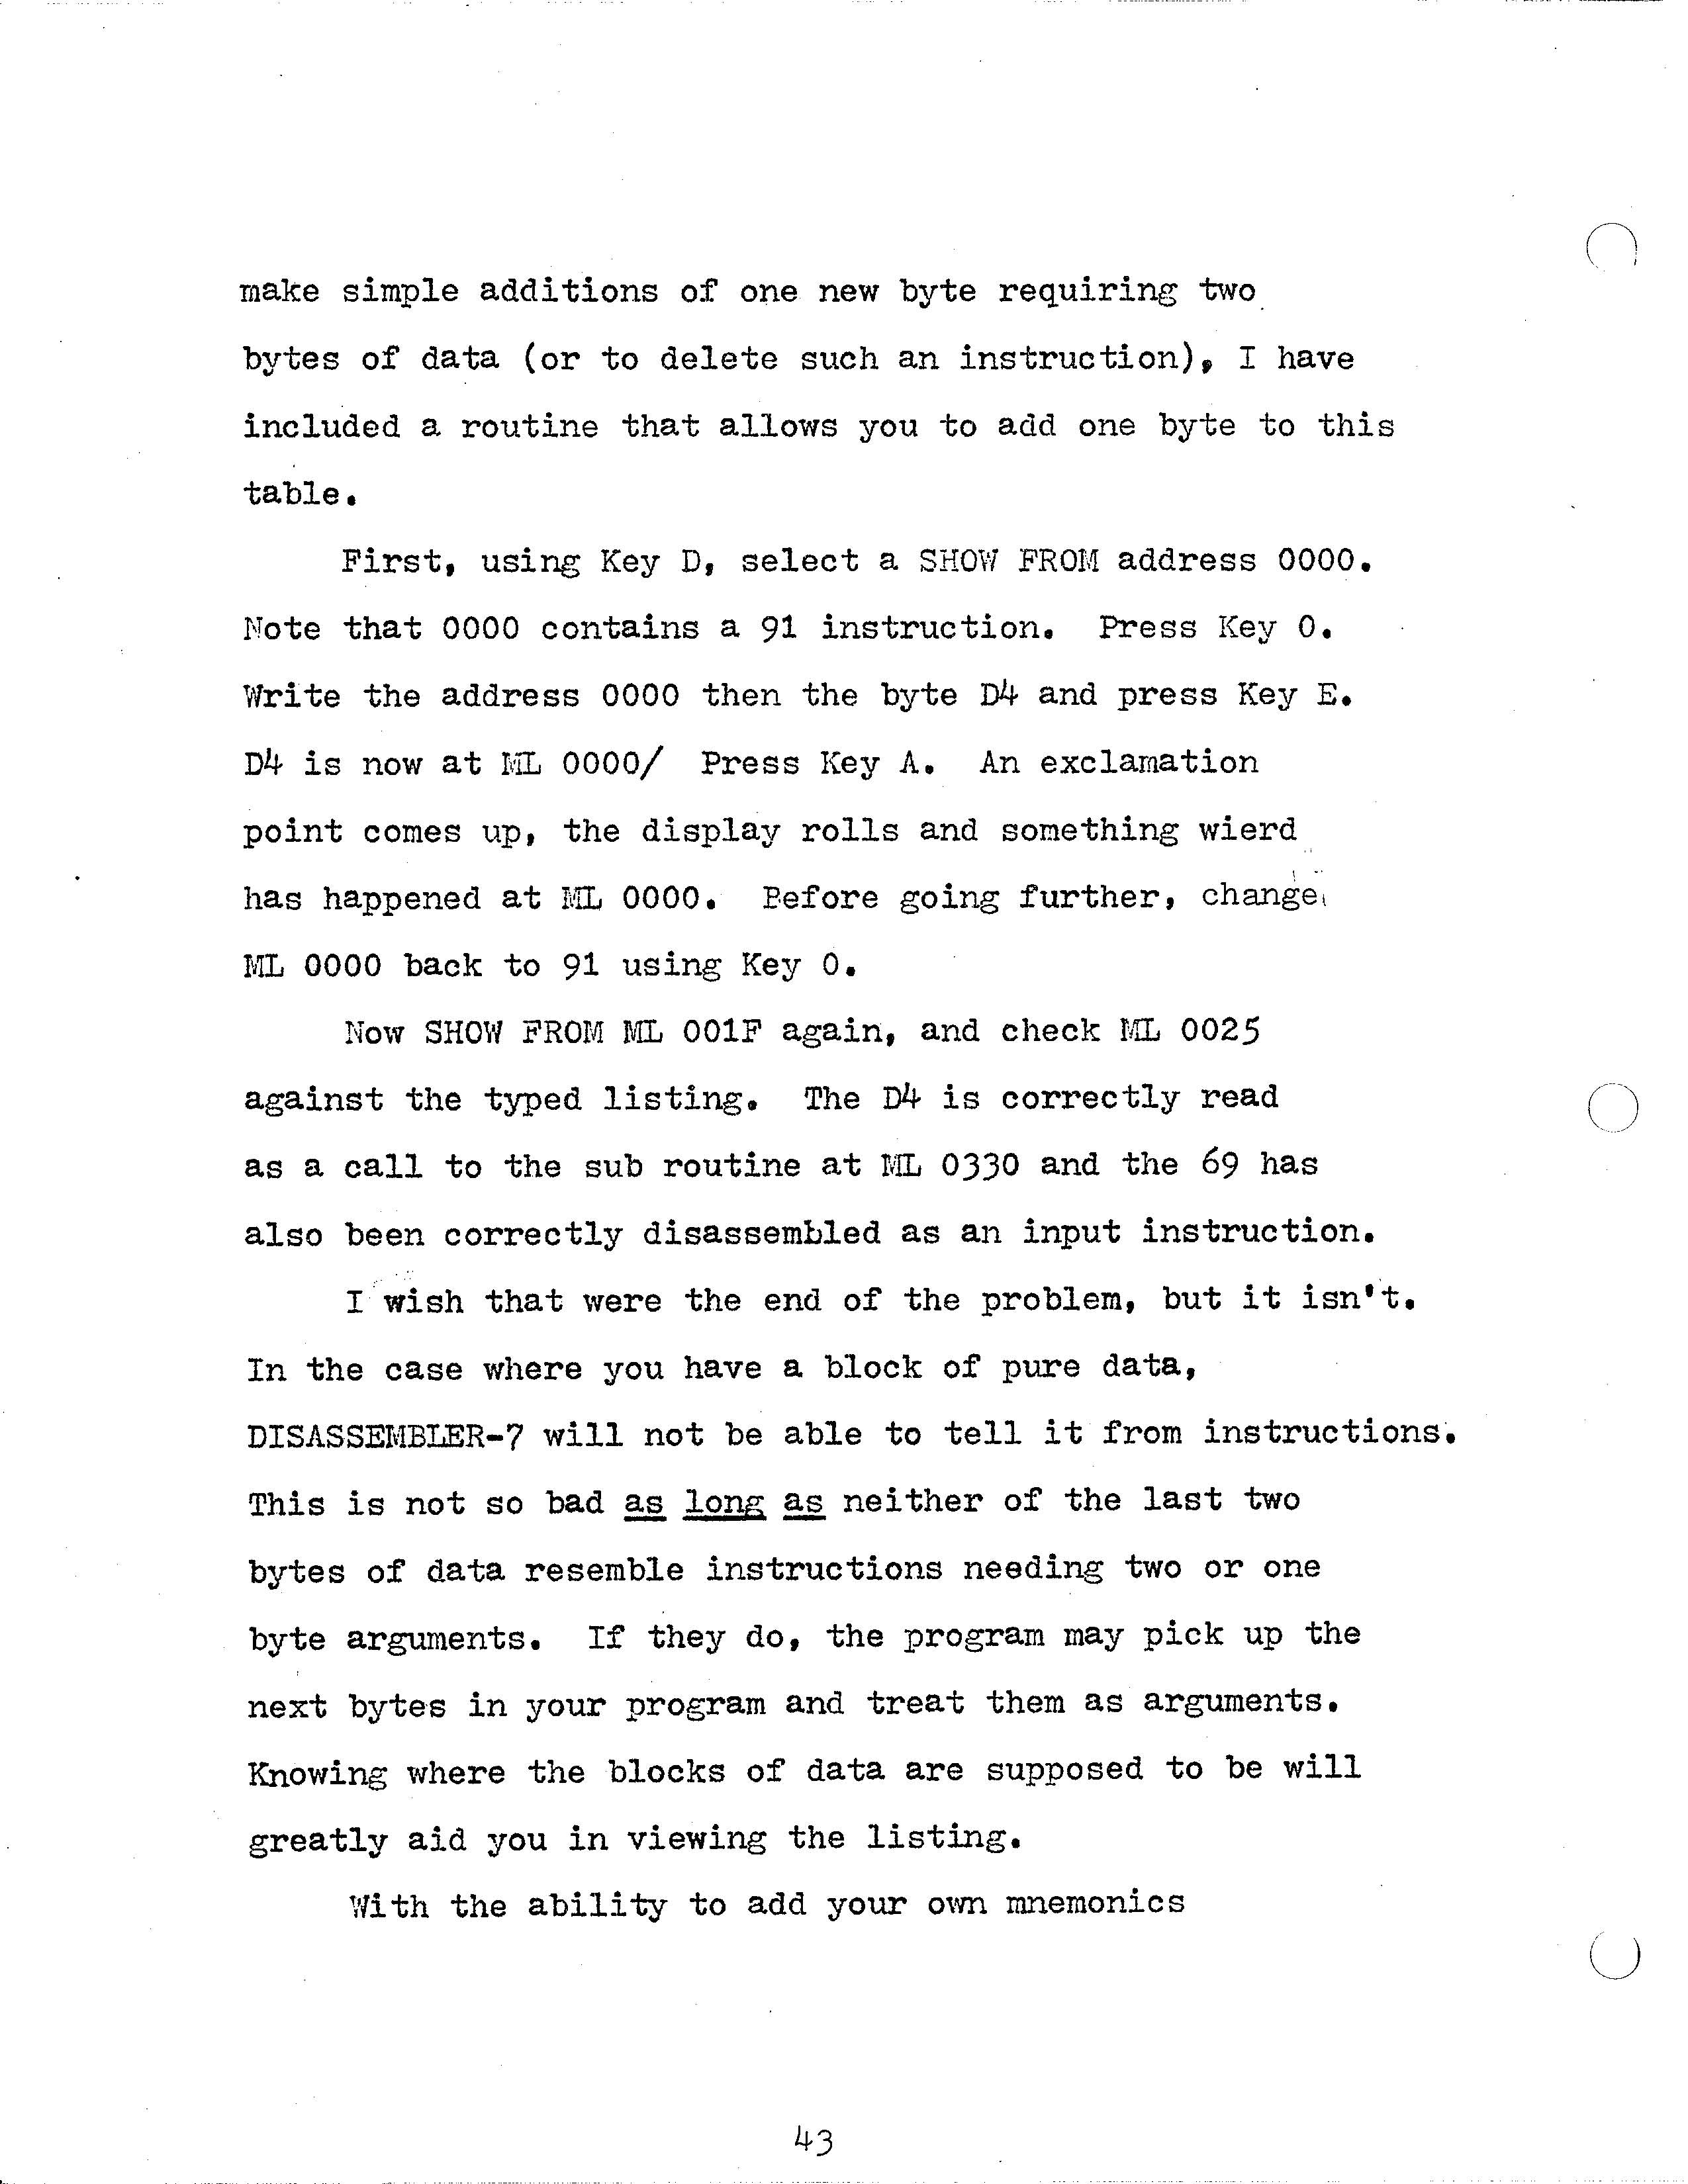 make simple additions of one new byte requiring two
bytes of data (or to delete such an instruction), I have
included a routine that allows you to add one byte to this
table.
First, using Key D, select a SHOW FROM address 0000.
Note that 0000 contains a 91 instruction.  Press Key 0.
Write the address 0000 then the byte D4 and press Key E.
D4 is now at ML 0000/  Press Key A.  An exclamation
point comes up, the display rolls and something wierd
has happened at ML 0000.  Before going further, change
ML 0000 back to 91 using Key 0.
Now SHOW FROM ML 001F again, and check ML 0025
against the typed listing.  The D4 is correctly read
as a call to the sub routine at ML 0330 and the 69 has
also been correctly disassembled as an input instruction.
I wish that were the end of the problem, but it isn't.
In the case where you have a block of pure data,
DISASSEMBLER-7 will not be able to tell it from instructions.
This is not so bad as long as neither of the last two
bytes of data resemble instructions needing two or one
byte arguments.  If they do, the program may pick up the
next bytes in your program and treat them as arguments.
Knowing where the blocks of data are supposed to be will
greatly aid you in viewing the listing.
With the ability to add your own mnemonics
43